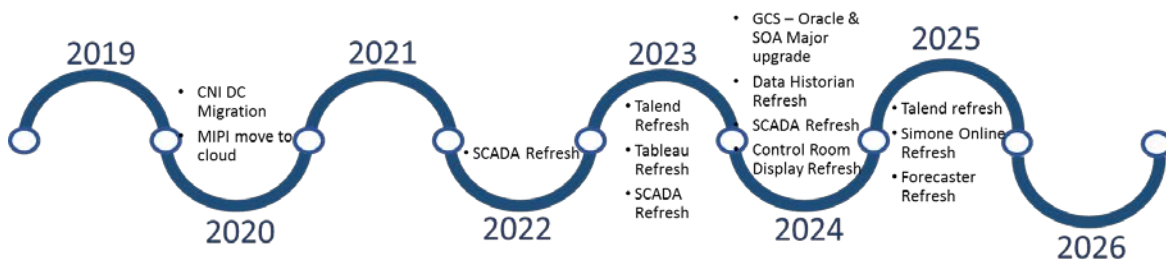 2019
• CNI DC
Migration
• MIPI move to
cloud
2020
2021
• SCADA Refresh
2022
2023
• Talend
Refresh
• Tableau
Refresh
• SCADA
Refresh
• GCS – Oracle &
SOA Major
upgrade
• Data Historian
Refresh
• SCADA Refresh
• Control Room
Display Refresh
2024
2025
• Talend refresh
• Simone Online
Refresh
• Forecaster
Refresh
2026